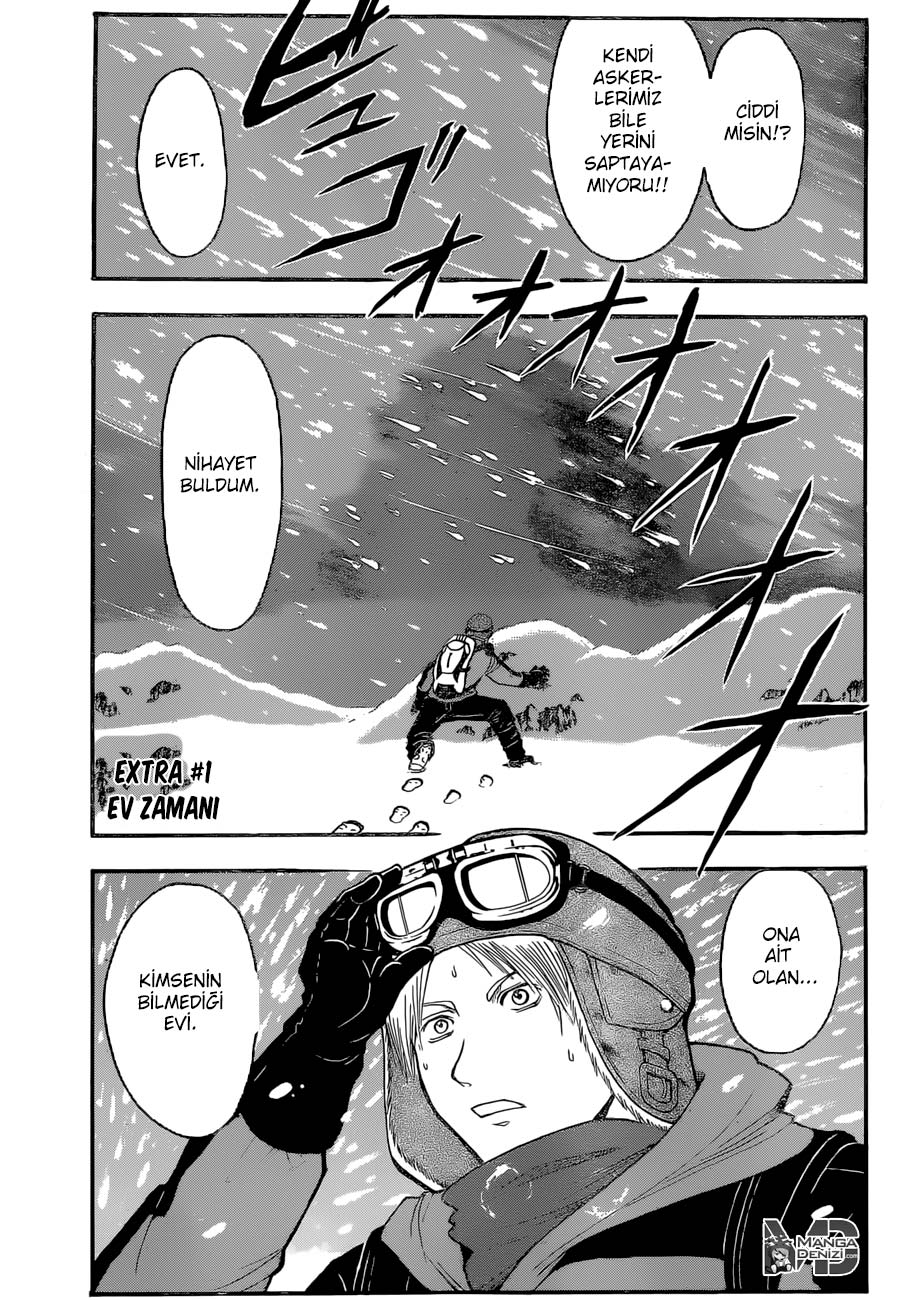 CİDDİ
MİSİN!?
KENDİ
ASKER-
LERİMİZ
BİLE
YERİNİ
SAPTAYA-
MIYORU!!
EVET.
ビュゴ"
オオオオオオオ
NİHAYET
BULDUM.
EXTRA #1
EV ZAMANI
ONA
AİT
OLAN...
KİMSENİN
BİLMEDİĞİ
EVİ.
MANGA
DENİZİ.com